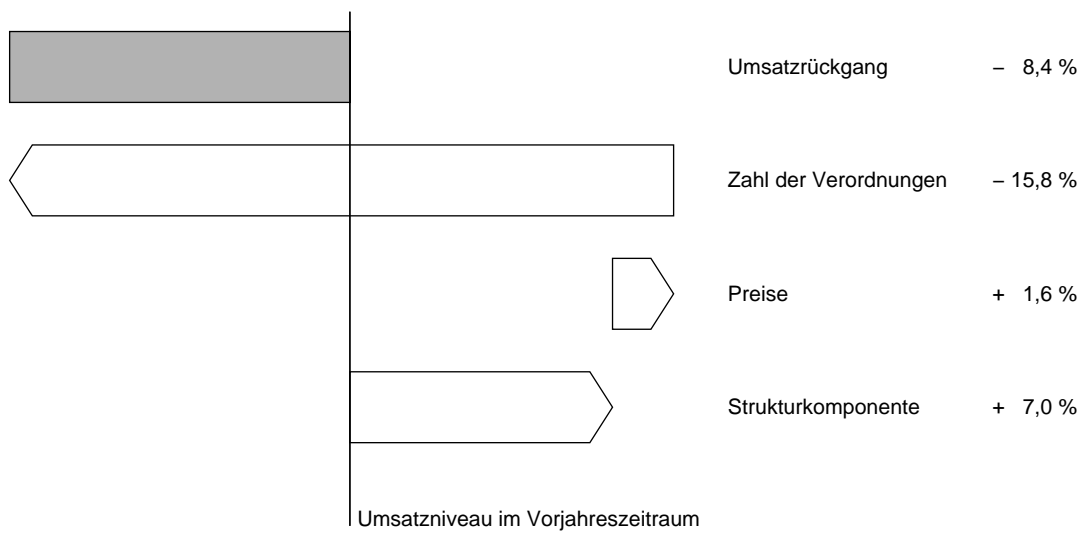 Umsatzrückgang – 8,4 %
Zahl der Verordnungen – 15,8 %
Preise + 1,6 %
Strukturkomponente + 7,0 %
Umsatzniveau im Vorjahreszeitraum